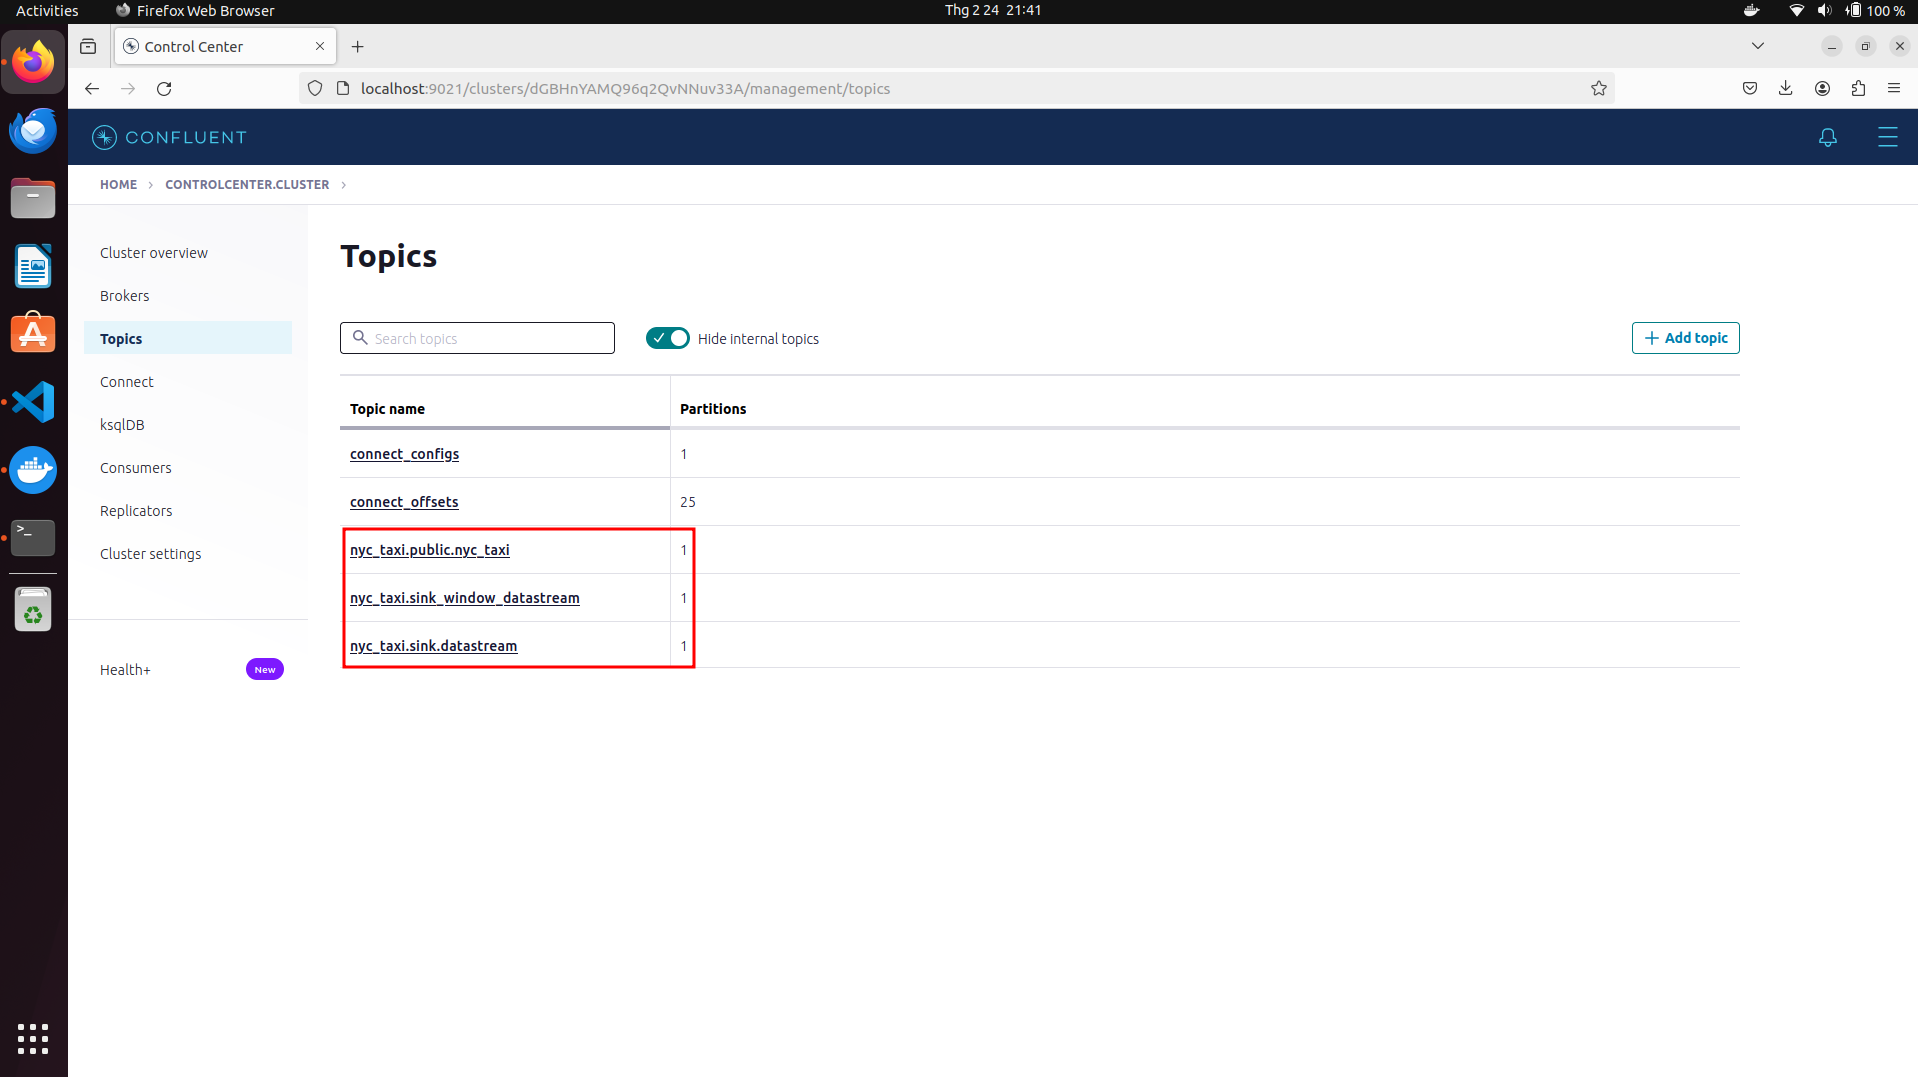 Activities Firefox Web Browser Thg 2 24 21:41 100 %
Control Center
localhost:9021/clusters/dGBHnYAMQ96q2QvNNuv33A/management/topics
CONFLUENT
HOME > CONTROLCENTER.CLUSTER >
Cluster overview
Brokers
Topics
Connect
ksqlDB
Consumers
Replicators
Cluster settings
Health+ New
Topics
Search topics Hide internal topics + Add topic
Topic name Partitions
connect_configs 1
connect_offsets 25
nyc_taxi.public.nyc_taxi 1
nyc_taxi.sink_window_datastream 1
nyc_taxi.sink.datastream 1